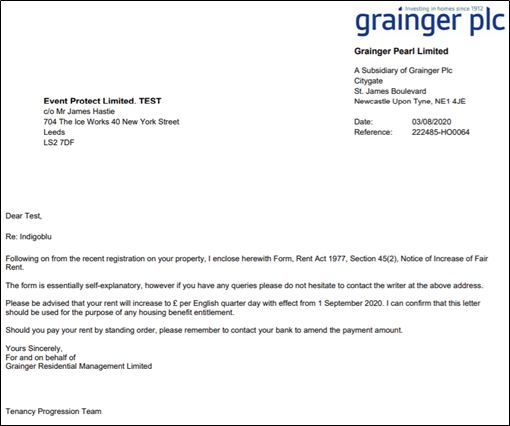 Investing in homes since 1912
grainger plc
Grainger Pearl Limited
A Subsidiary of Grainger Plc
Citygate
St. James Boulevard
Newcastle Upon Tyne, NE1 4JE
Event Protect Limited. TEST
c/o Mr James Hastie
704 The Ice Works 40 New York Street
Leeds
LS2 7DF
Date: 03/08/2020
Reference: 222485-HO0064
Dear Test,
Re: Indigoblu
Following on from the recent registration on your property, I enclose herewith Form, Rent Act 1977, Section 45(2), Notice of Increase of Fair
Rent.
The form is essentially self-explanatory, however if you have any queries please do not hesitate to contact the writer at the above address.
Please be advised that your rent will increase to £ per English quarter day with effect from 1 September 2020. I can confirm that this letter
should be used for the purpose of any housing benefit entitlement.
Should you pay your rent by standing order, please remember to contact your bank to amend the payment amount.
Yours Sincerely,
For and on behalf of
Grainger Residential Management Limited
Tenancy Progression Team